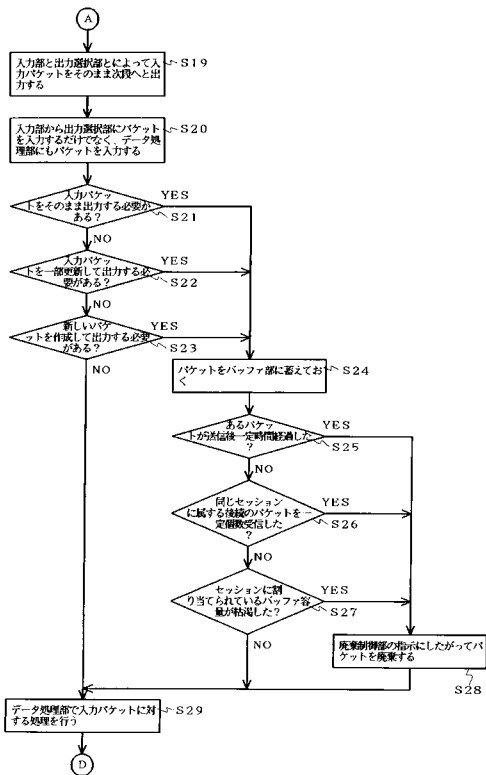 A
入力部と出力選択部とによって入
力パケットをそのまま次段へと出
力する
S19
入力部から出力選択部にパケット
を入力するだけでなく、データ処
理部にもパケットを入力する
S20
入力パケッ
トをそのまま出力する必要が
ある?
YES
S21
NO
入力パケッ
トを一部更新して出力する必
要がある?
YES
S22
NO
新しいパケ
ットを作成して出力する必要
がある?
YES
S23
NO
パケットをバッファ部に蓄えてお
く
S24
あるパケッ
トが送信後一定時間経過した
?
YES
S25
NO
同じセッション
に属する後続のパケットを一
定個数受信した
?
YES
S26
NO
セッションに割
り当てられているバッファ容
量が枯渇した?
YES
S27
NO
廃棄制御部の指示にしたがってパ
ケットを廃棄する
S28
データ処理部で入力パケットに対
する処理を行う
S29
D